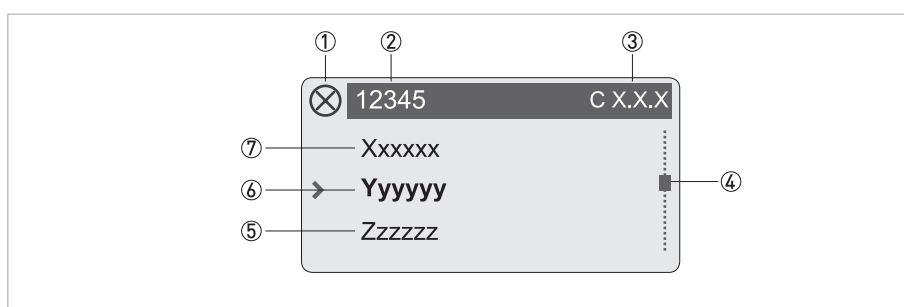 ① ② ③
12345 C X.X.X
⑦ Xxxxxx
⑥ Yyyyyy ④
⑤ Zzzzzz